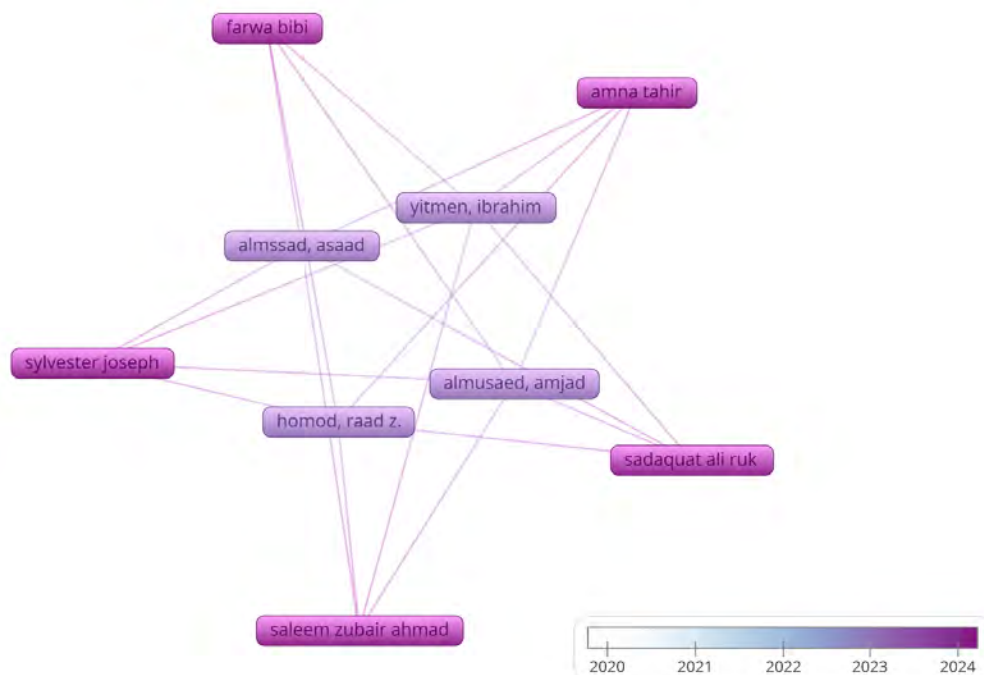 farwa bibi
amna tahir
yitmen, ibrahim
almssad, asaad
sylvester joseph
almusaed, amjad
homod, raad z.
sadaquat ali ruk
saleem zubair ahmad
2020 2021 2022 2023 2024